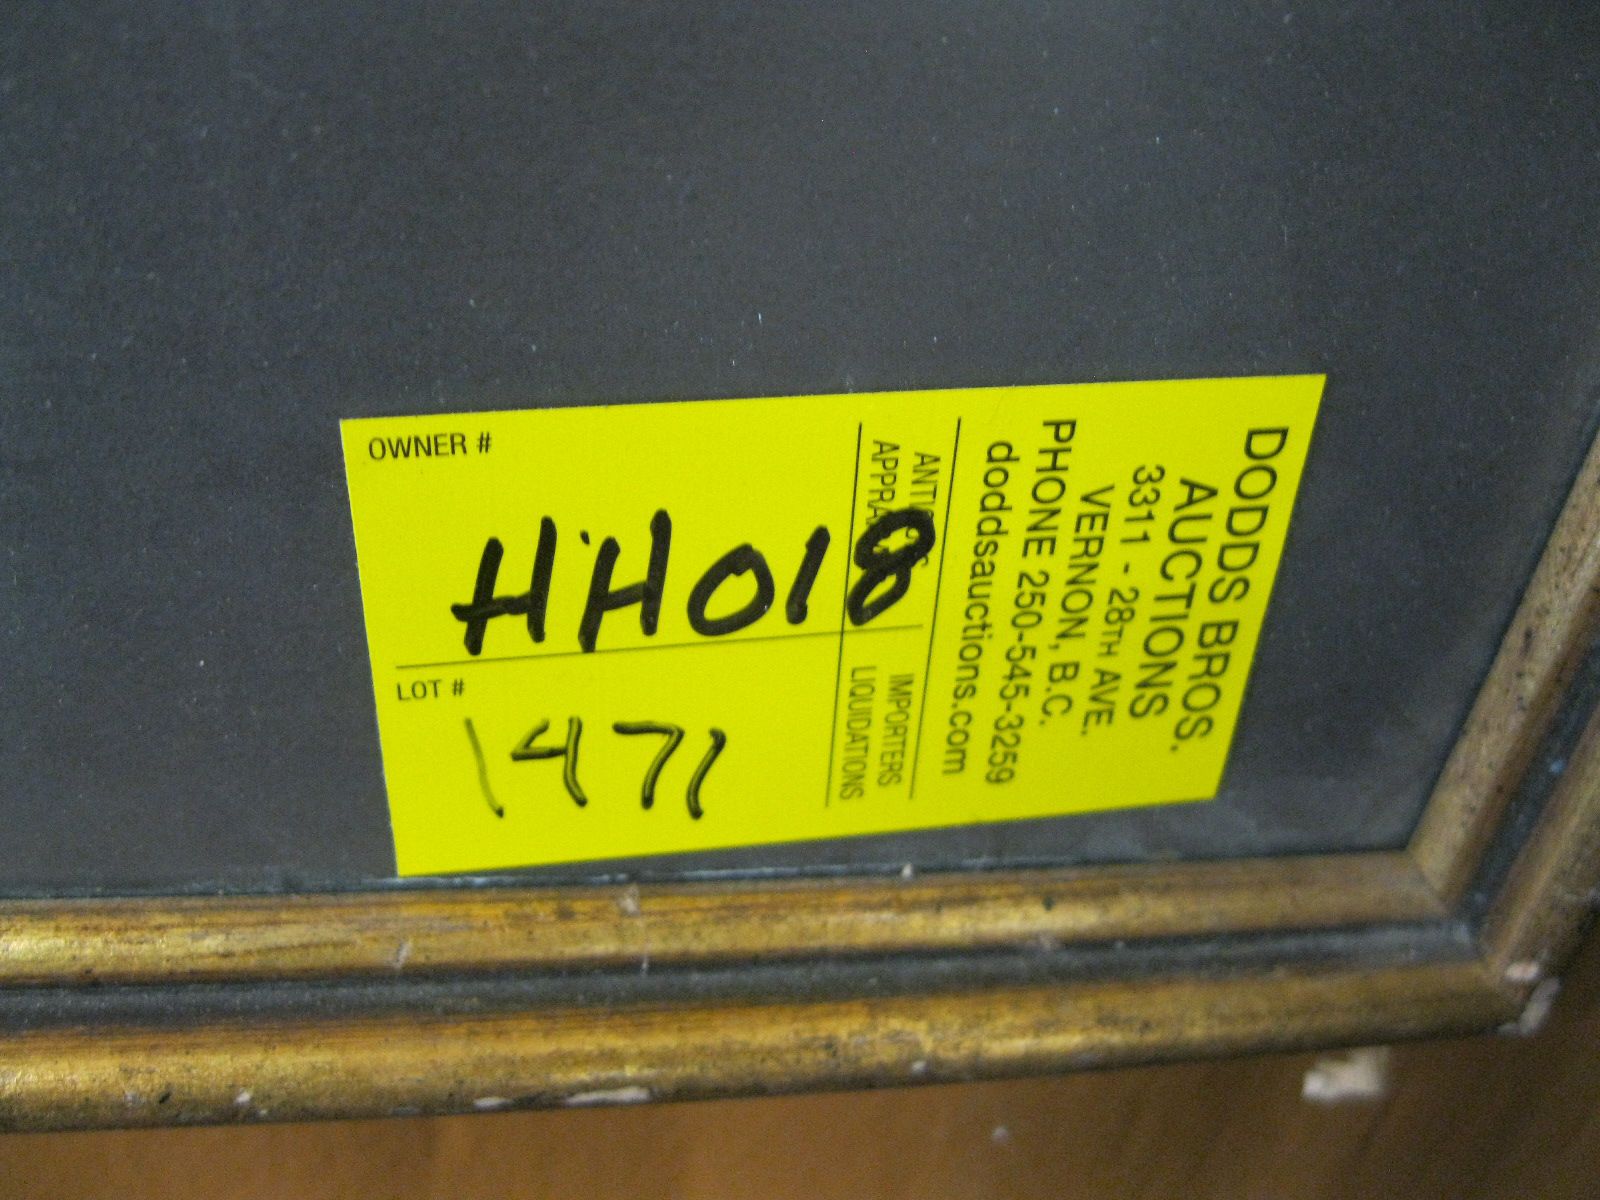 DODDS BROS.
AUCTIONS
3311 - 28TH AVE.
VERNON, B.C.
PHONE 250-545-3259
doddsauctions.com
IMPORTERS
LIQUIDATIONS
OWNER #
HH018
LOT #
1471